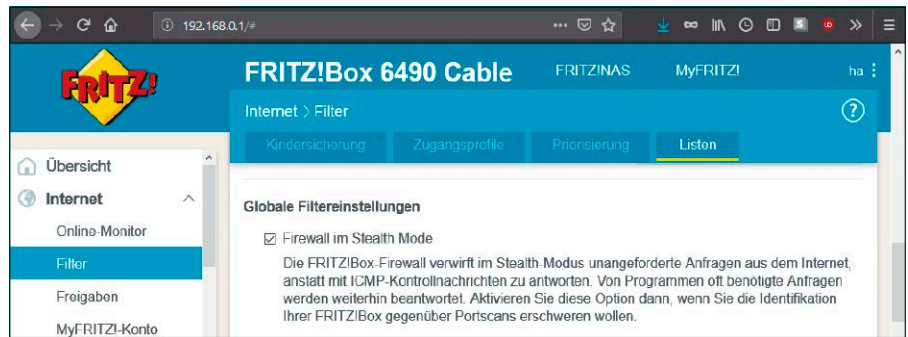 192.168.0.1/#
FRITZ!
FRITZ!Box 6490 Cable FRITZ!NAS MyFRITZ! ha
Internet > Filter
Kindersicherung Zugangsprofile Priorisierung Listen
Übersicht
Internet
Online-Monitor
Filter
Freigaben
MyFRITZ!-Konto
Globale Filtereinstellungen
Firewall im Stealth Mode
Die FRITZ!Box-Firewall verwirft im Stealth-Modus unangeforderte Anfragen aus dem Internet,
anstatt mit ICMP-Kontrollnachrichten zu antworten. Von Programmen oft benötigte Anfragen
werden weiterhin beantwortet. Aktivieren Sie diese Option dann, wenn Sie die Identifikation
Ihrer FRITZ!Box gegenüber Portscans erschweren wollen.